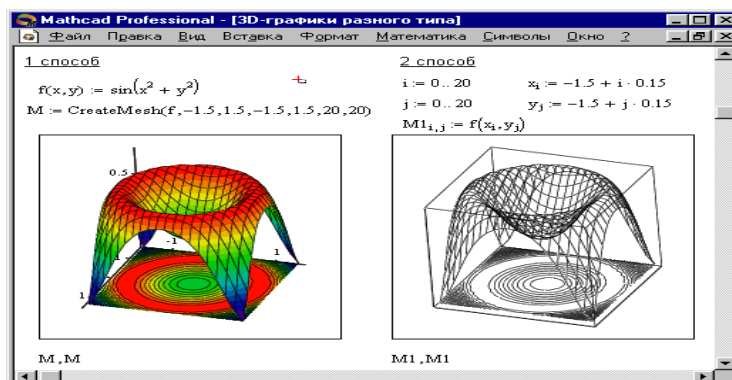 Mathcad Professional - [3D-графики разного типа]
Файл Правка Вид Вставка Формат Математика Символы Окно ?
1 способ
f(x,y) := sin(x² + y²)
M := CreateMesh(f,-1.5,1.5,-1.5,1.5,20,20)
2 способ
i := 0.. 20 xᵢ := -1.5 + i · 0.15
j := 0.. 20 yⱼ := -1.5 + j · 0.15
M1ᵢ,ⱼ := f(xᵢ,yⱼ)
0.5
-1
1
1
M,M
M1,M1